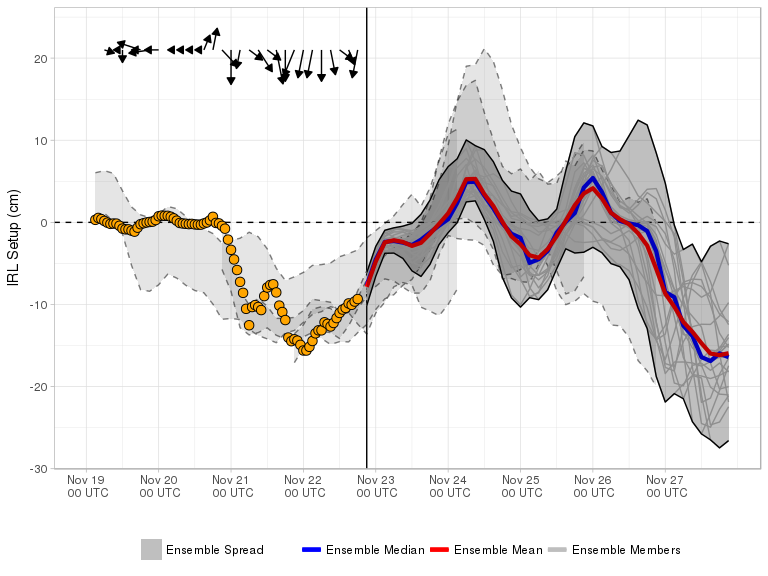 IRL Setup (cm)
20
10
0
-10
-20
-30
Nov 19 Nov 20 Nov 21 Nov 22 Nov 23 Nov 24 Nov 25 Nov 26 Nov 27
00 UTC 00 UTC 00 UTC 00 UTC 00 UTC 00 UTC 00 UTC 00 UTC 00 UTC
Ensemble Spread Ensemble Median Ensemble Mean Ensemble Members